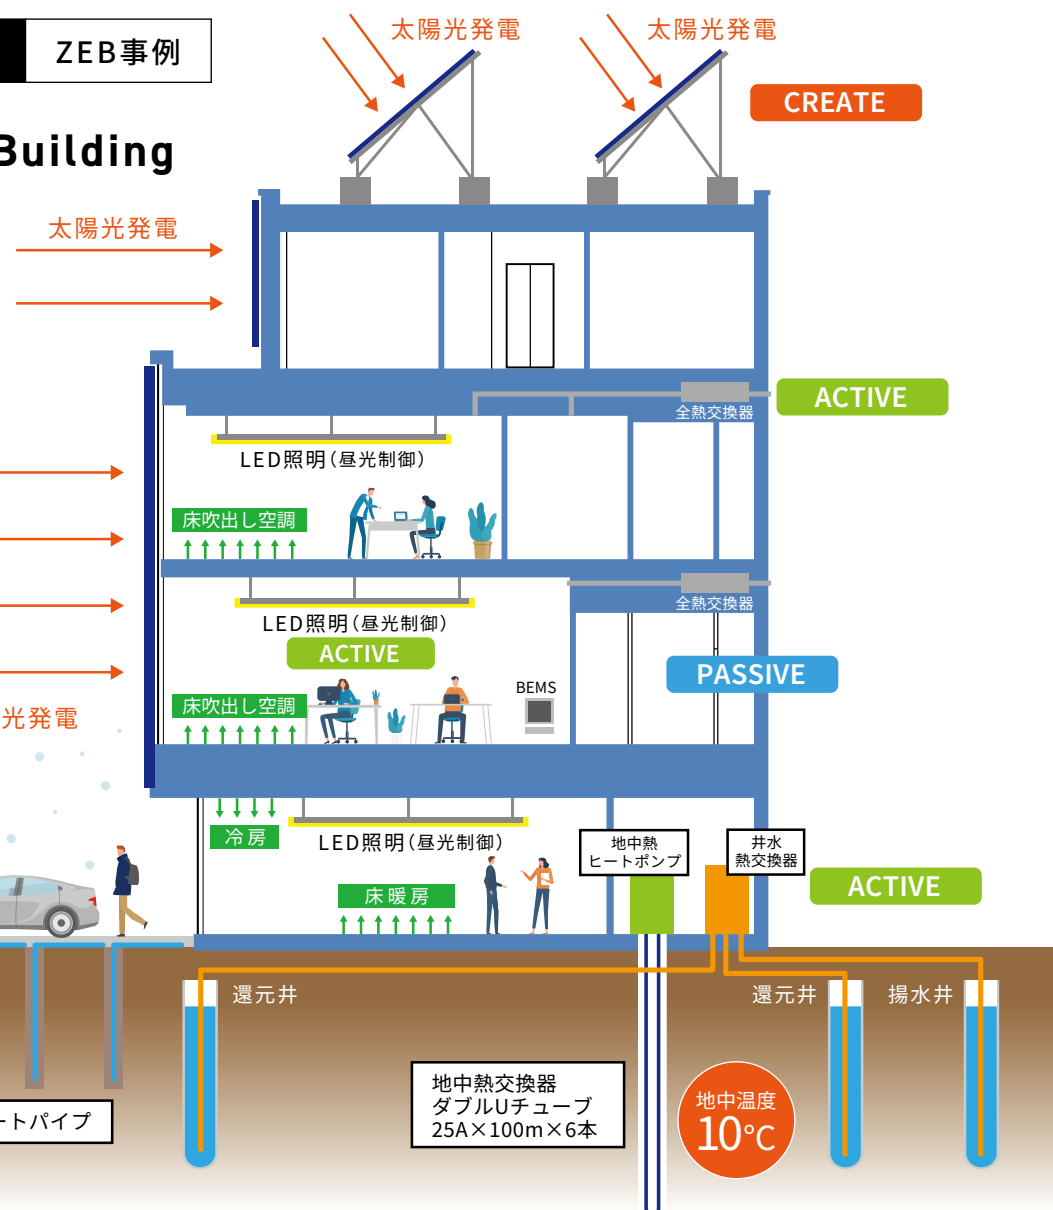 ZEB事例
太陽光発電
太陽光発電
CREATE
Building
太陽光発電
ACTIVE
全熱交換器
LED照明(昼光制御)
床吹出し空調
全熱交換器
LED照明(昼光制御)
ACTIVE
PASSIVE
BEMS
床吹出し空調
光発電
冷房
LED照明(昼光制御)
地中熱
ヒートポンプ
井水
熱交換器
床暖房
ACTIVE
還元井
還元井
揚水井
地中熱交換器
ダブルUチューブ
25A×100m×6本
地中温度
10℃
ートパイプ